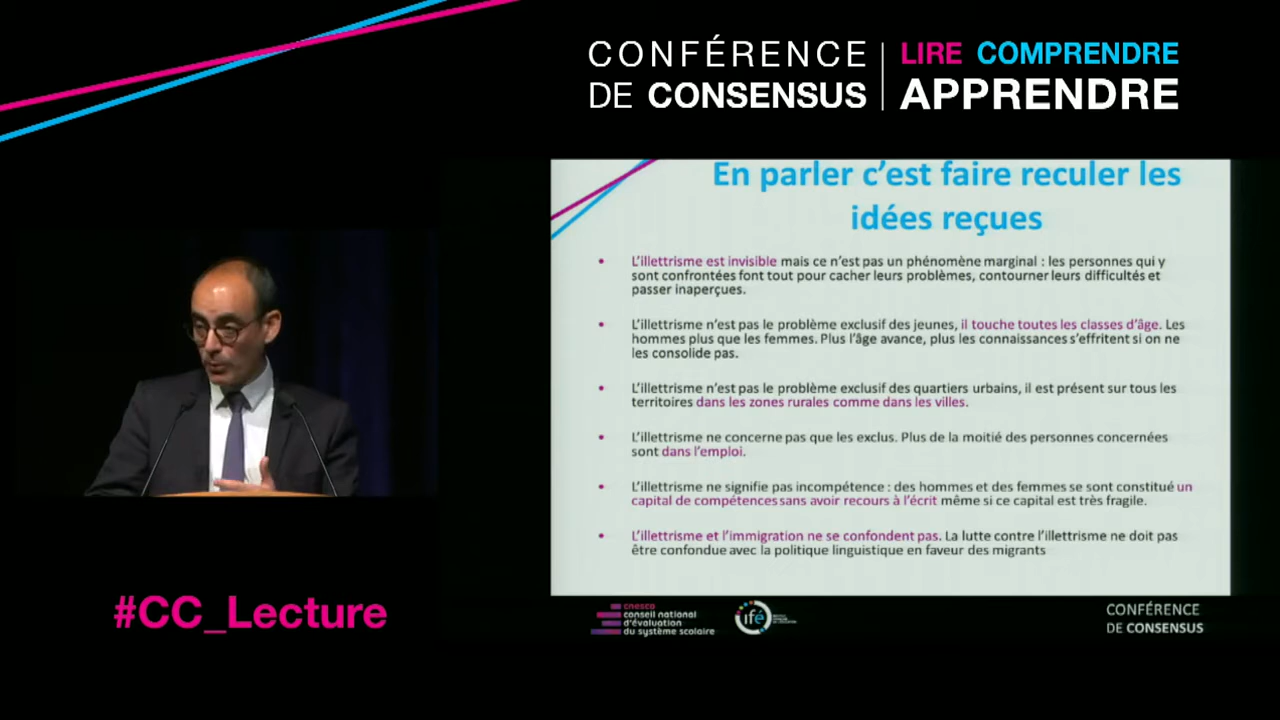 CONFÉRENCE
DE CONSENSUS
LIRE COMPRENDRE
APPRENDRE
En parler c’est faire reculer les
idées reçues
• L’illettrisme est invisible mais ce n’est pas un phénomène marginal : les personnes qui y
sont confrontées font tout pour cacher leurs problèmes, contourner leurs difficultés et
passer inaperçues.
• L’illettrisme n’est pas le problème exclusif des jeunes, il touche toutes les classes d’âge. Les
hommes plus que les femmes. Plus l’âge avance, plus les connaissances s’effritent si on ne
les consolide pas.
• L’illettrisme n’est pas le problème exclusif des quartiers urbains, il est présent sur tous les
territoires dans les zones rurales comme dans les villes.
• L’illettrisme ne concerne pas que les exclus. Plus de la moitié des personnes concernées
sont dans l’emploi.
• L’illettrisme ne signifie pas incompétence : des hommes et des femmes se sont constitué un
capital de compétences sans avoir recours à l’écrit même si ce capital est très fragile.
• L’illettrisme et l’immigration ne se confondent pas. La lutte contre l’illettrisme ne doit pas
être confondue avec la politique linguistique en faveur des migrants
#CC_Lecture
cnesco
conseil national
d'évaluation
du système scolaire
ifé
CONFÉRENCE
DE CONSENSUS